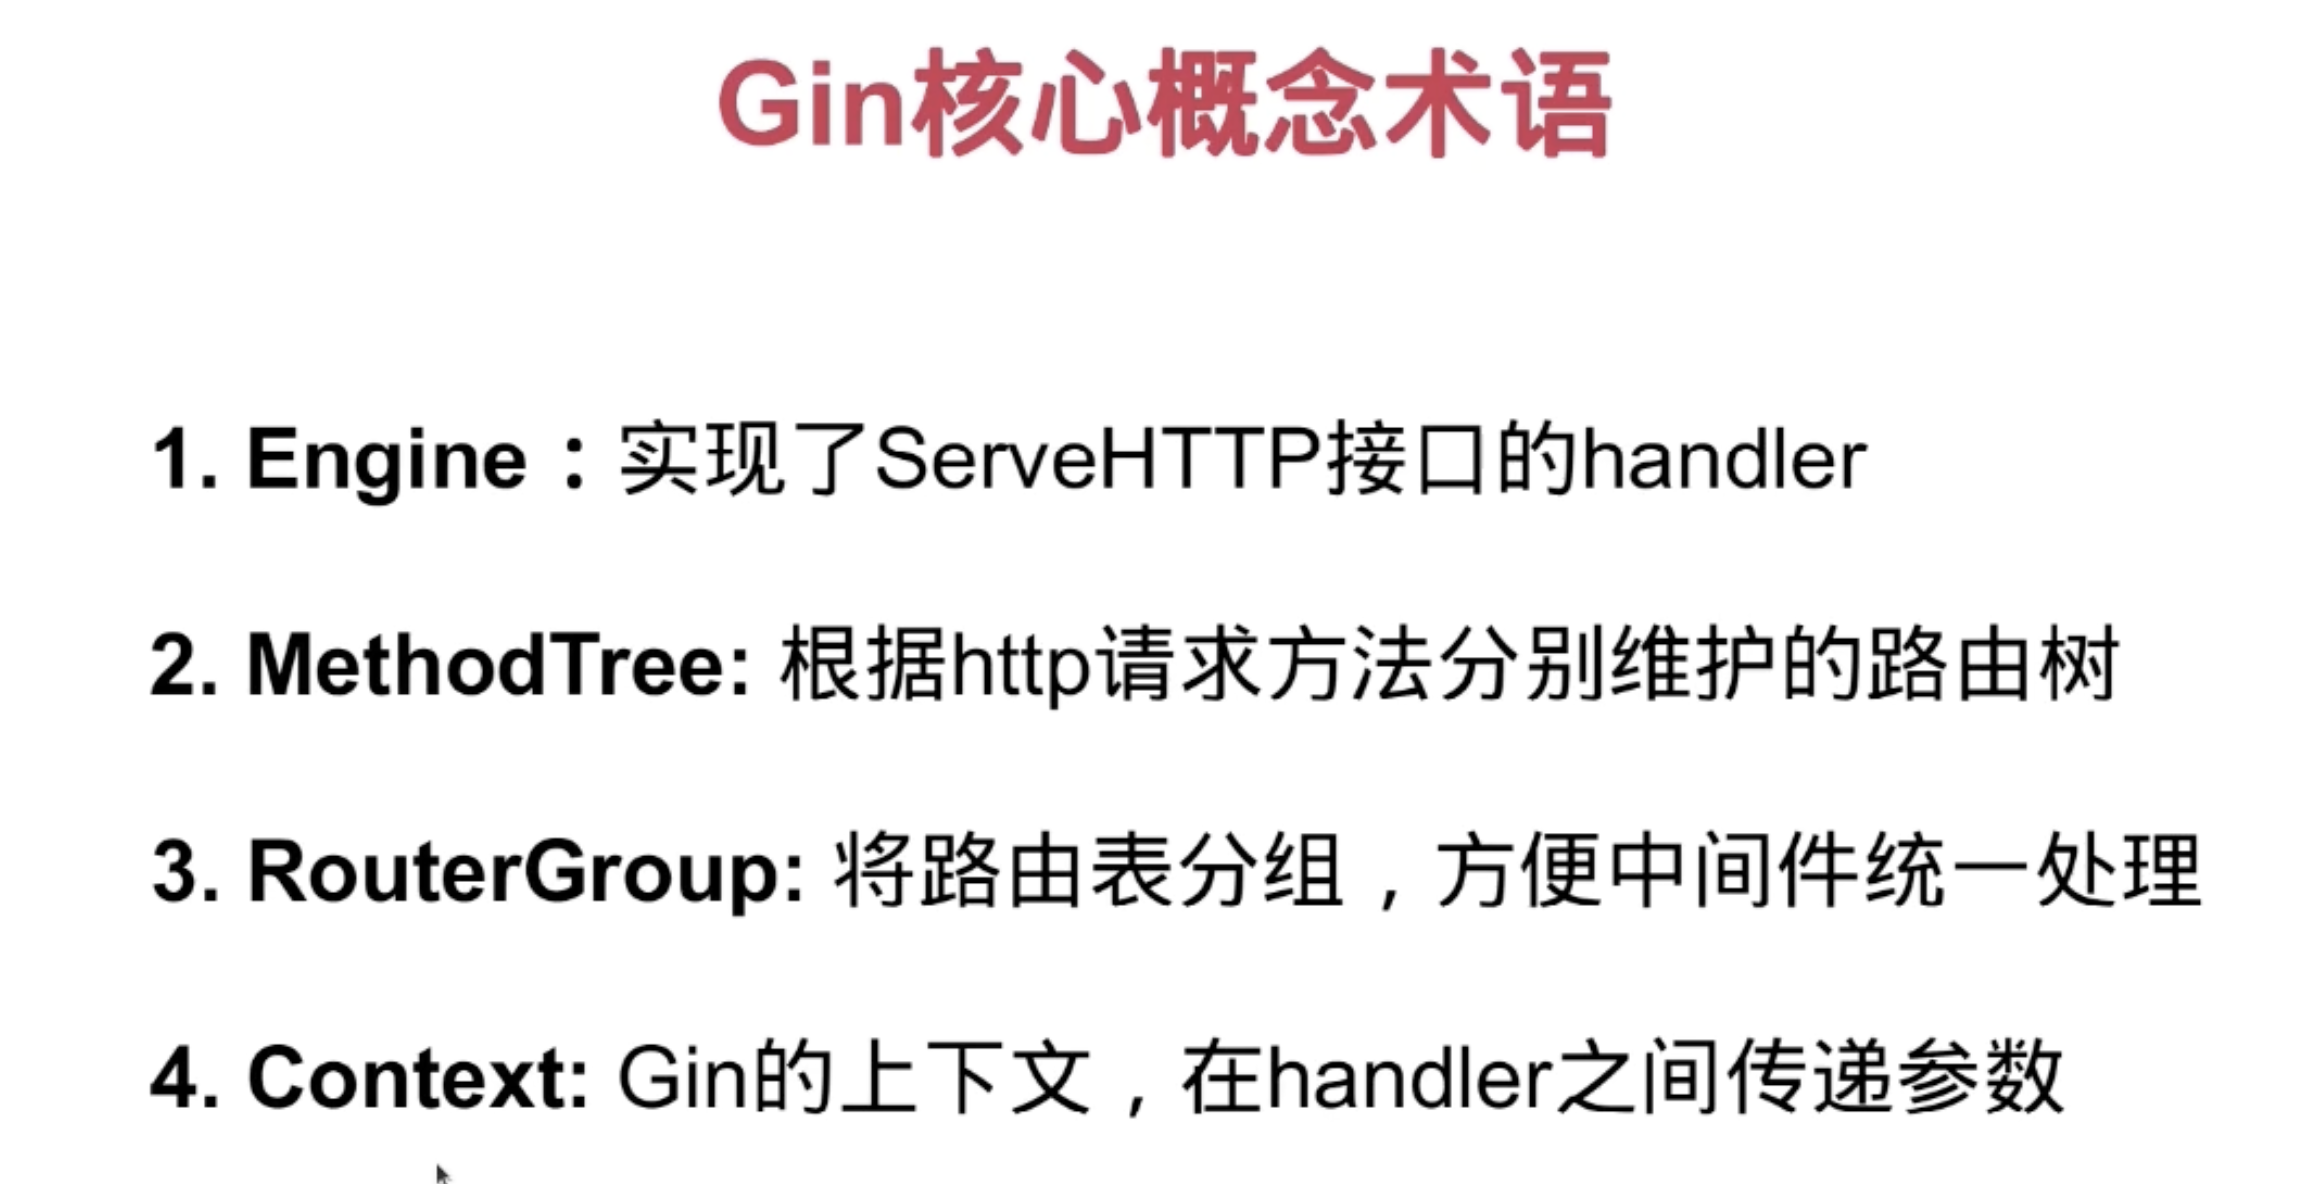 Gin核心概念术语
1. Engine：实现了ServeHTTP接口的handler
2. MethodTree: 根据http请求方法分别维护的路由树
3. RouterGroup: 将路由表分组，方便中间件统一处理
4. Context: Gin的上下文，在handler之间传递参数